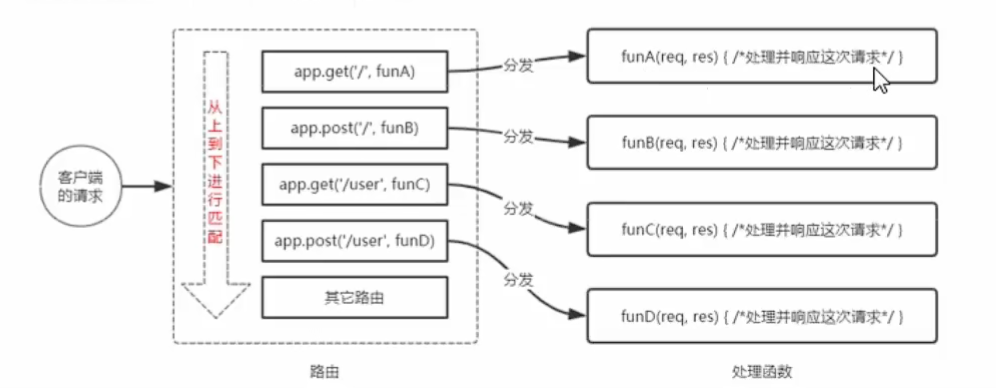 客户端
的请求
从上到下进行匹配
app.get('/', funA)
app.post('/', funB)
app.get('/user', funC)
app.post('/user', funD)
其它路由
分发
分发
分发
分发
funA(req, res) { /*处理并响应这次请求*/ }
funB(req, res) { /*处理并响应这次请求*/ }
funC(req, res) { /*处理并响应这次请求*/ }
funD(req, res) { /*处理并响应这次请求*/ }
路由
处理函数